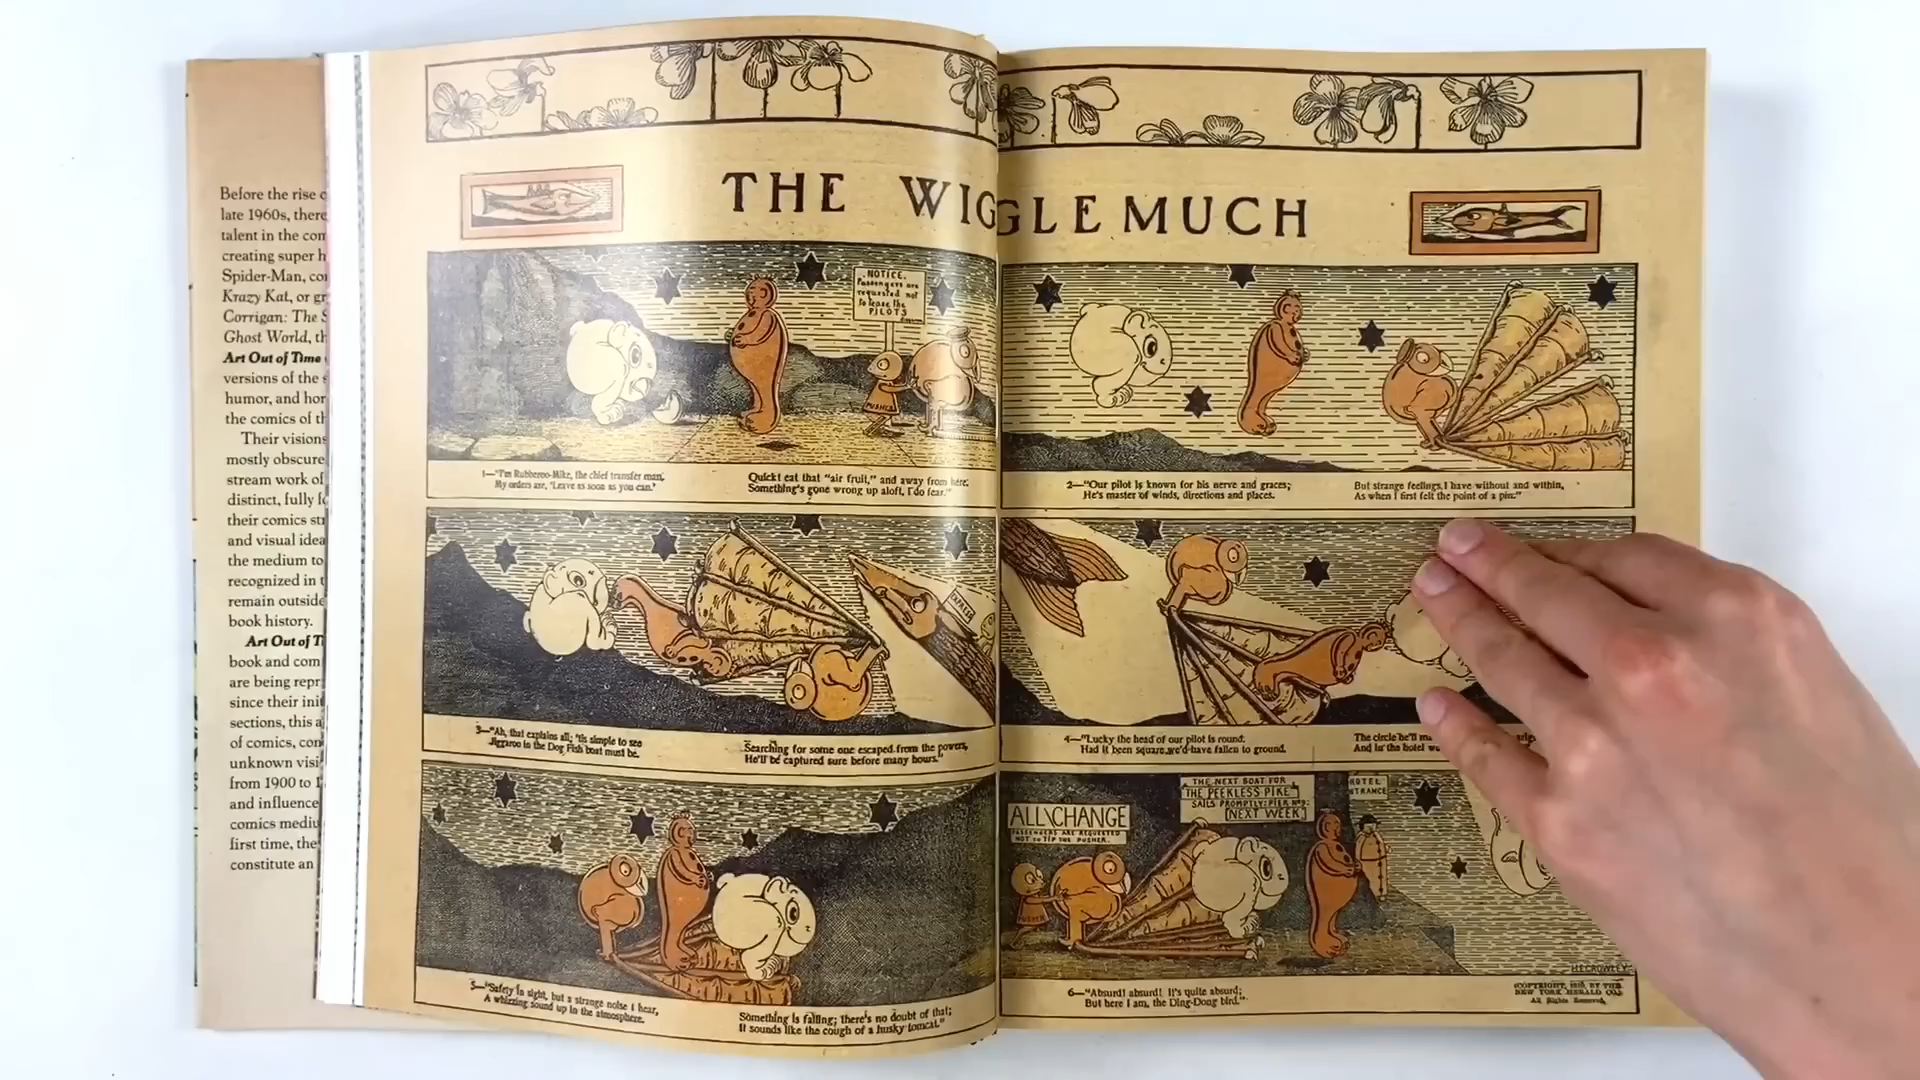 Before the rise o
late 1960s, there
talent in the com
creating super h
Spider-Man, co
Krazy Kat, or gr
Corrigan: The S
Ghost World, th
Art Out of Time
versions of the s
humor, and hor
the comics of th
Their visions
mostly obscure
stream work of
distinct, fully fo
their comics str
and visual idea
the medium to
recognized in t
remain outside
book history.
Art Out of Ti
book and com
are being repr
since their init
sections, this a
of comics, con
unknown visi
from 1900 to 1
and influence
comics mediu
first time, the
constitute an
THE WIGGLEMUCH
NOTICE.
Passengers are
requested not
to tease the
PILOTS
PUSHER
1—"I'm Rubberoo-Mike, the chief transfer man,
My orders are, 'Leave as soon as you can.'
Quick! eat that "air fruit," and away from here;
Something's gone wrong up aloft, I do fear."
2—"Our pilot is known for his nerve and graces;
He's master of winds, directions and places.
But strange feelings I have without and within,
As when I first felt the point of a pin."
EXPRESS
3—"Ah, that explains all; 'tis simple to see
Jiggaroo in the Dog Fish boat must be.
Searching for some one escaped from the powers,
He'll be captured sure before many hours."
4—"Lucky the head of our pilot is round.
Had it been square we'd have fallen to ground.
The circle he'll
And in the hotel
5—"Safety in sight, but a strange noise I hear,
A whizzing sound up in the atmosphere.
Something is falling; there's no doubt of that;
It sounds like the cough of a husky tomcat."
ALL CHANGE
PASSENGERS ARE REQUESTED
NOT TO TIP THE PUSHER.
THE NEXT BOAT FOR
"THE PEEKLESS PIKE"
SAILS PROMPTLY: PIER Nº9:
NEXT WEEK
HOTEL
ENTRANCE
PUSHER
H.E.CROWLEY
6—"Absurd! absurd! It's quite absurd;
But here I am, the Ding-Dong bird."
(COPYRIGHT, 1910, BY THE
NEW YORK HERALD CO.)
All Rights Reserved.